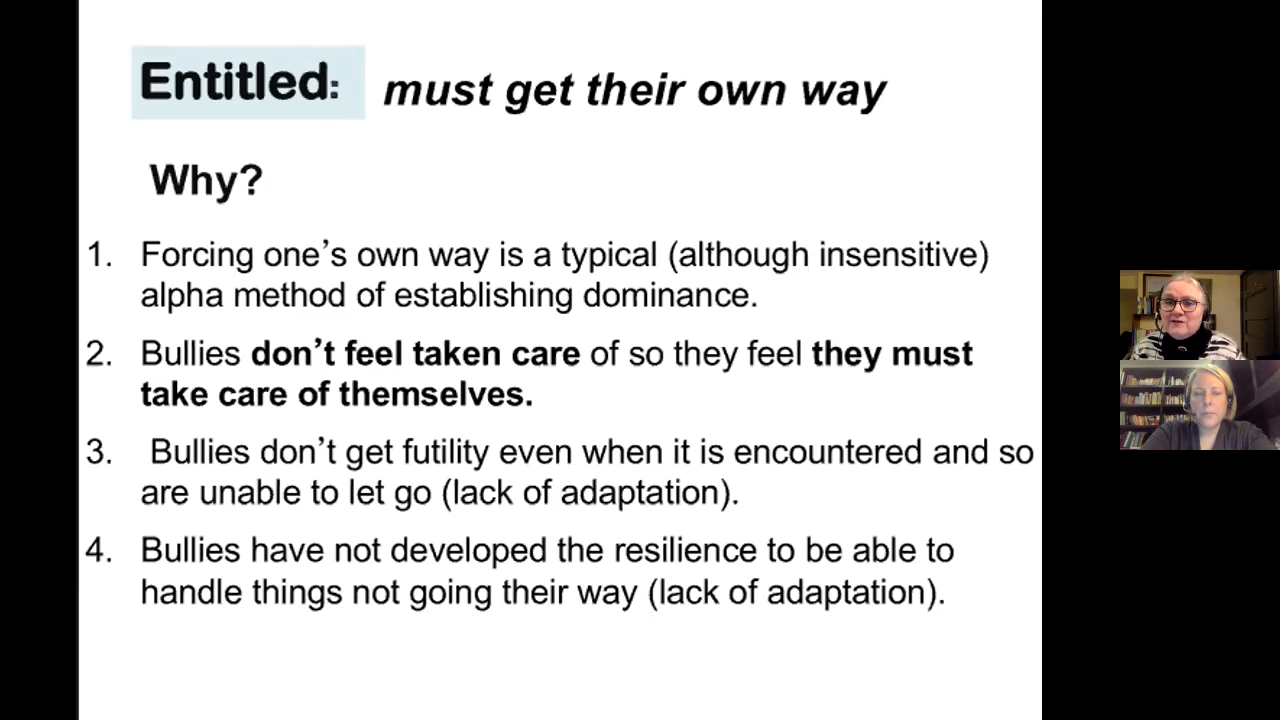 Entitled: must get their own way
Why?
1. Forcing one’s own way is a typical (although insensitive)
alpha method of establishing dominance.
2. Bullies don’t feel taken care of so they feel they must
take care of themselves.
3. Bullies don’t get futility even when it is encountered and so
are unable to let go (lack of adaptation).
4. Bullies have not developed the resilience to be able to
handle things not going their way (lack of adaptation).